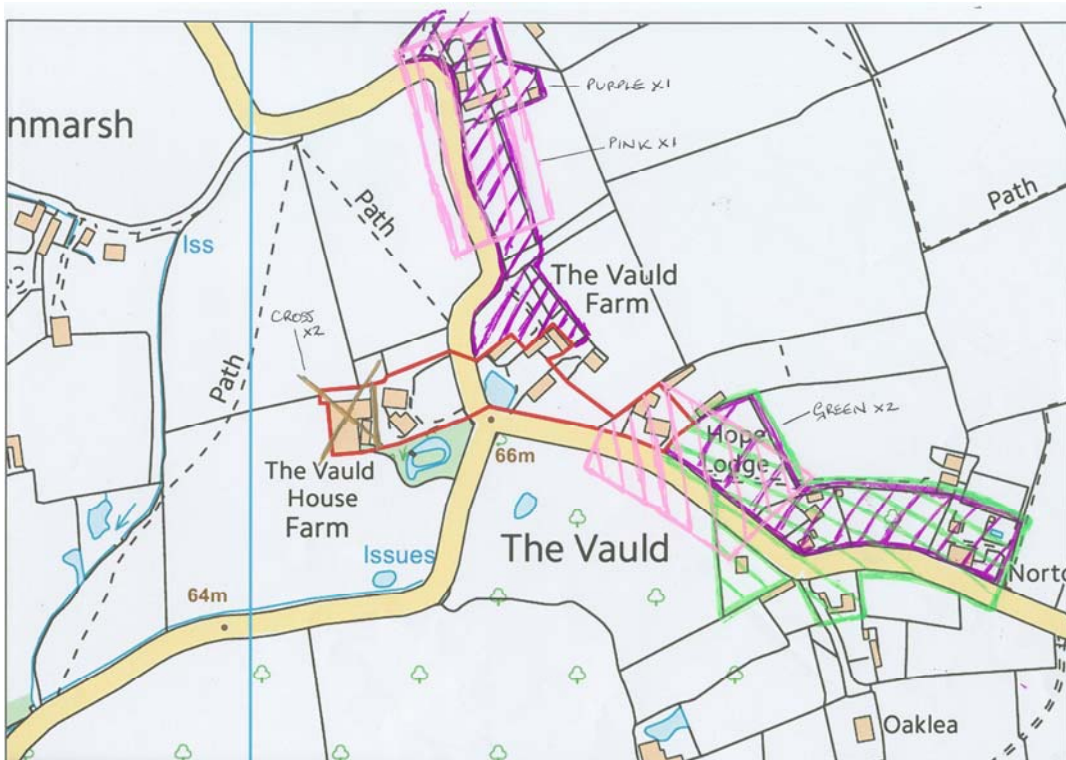 PURPLE X1
nmarsh
PINK X1
Path
Path
Iss
The Vauld
Farm
CROSS
X2
Path
GREEN X2
Hope
Lodge
66m
The Vauld
House
Farm
Issues
The Vauld
Norto
64m
Oaklea